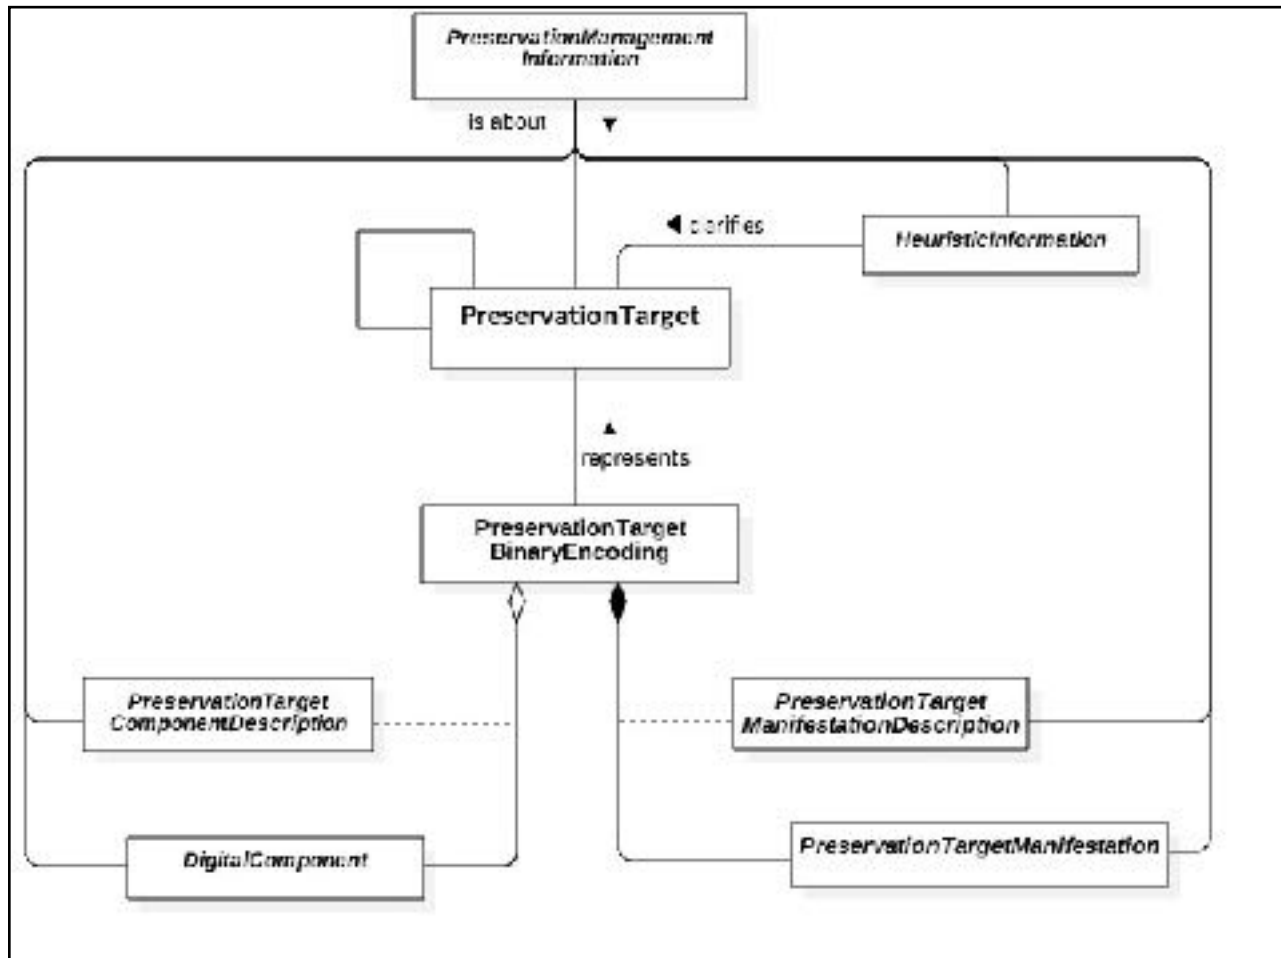 PreservationManagement
Information
is about
clarifies
HeuristicInformation
PreservationTarget
represents
PreservationTarget
BinaryEncoding
PreservationTarget
ComponentDescription
PreservationTarget
ManifestationDescription
DigitalComponent
PreservationTargetManifestation